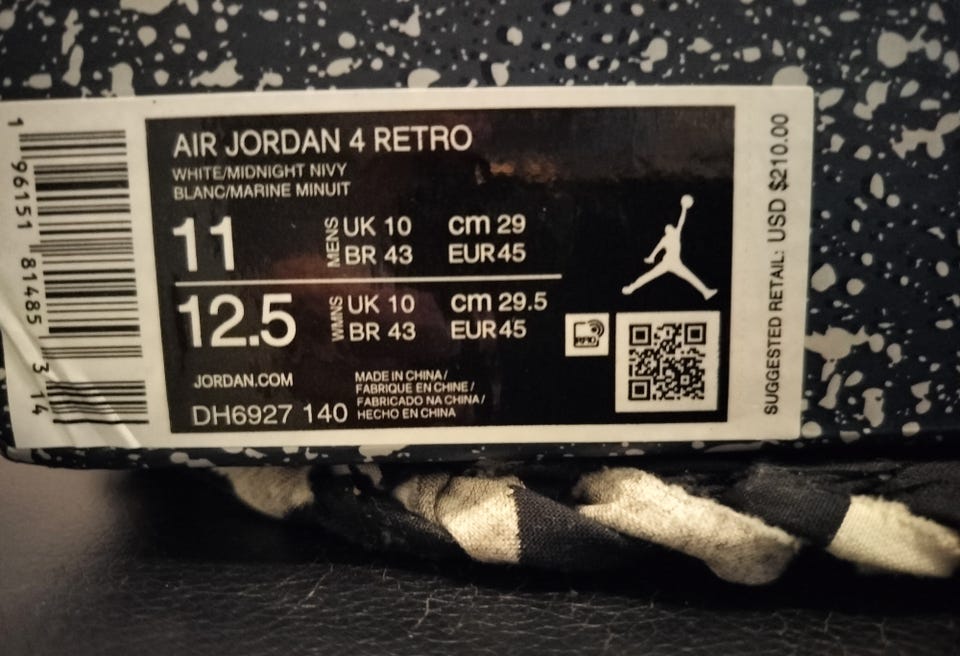 AIR JORDAN 4 RETRO
WHITE/MIDNIGHT NIVY
BLANC/MARINE MINUIT
11
MENS
UK 10
cm 29
BR 43
EUR45
12.5
WMNS
UK 10
cm 29.5
BR 43
EUR45
JORDAN.COM
MADE IN CHINA/
FABRIQUE EN CHINE/
FABRICADO NA CHINA/
HECHO EN CHINA
DH6927 140
RFID
SUGGESTED RETAIL: USD $210.00
1 96151 81485 3 14